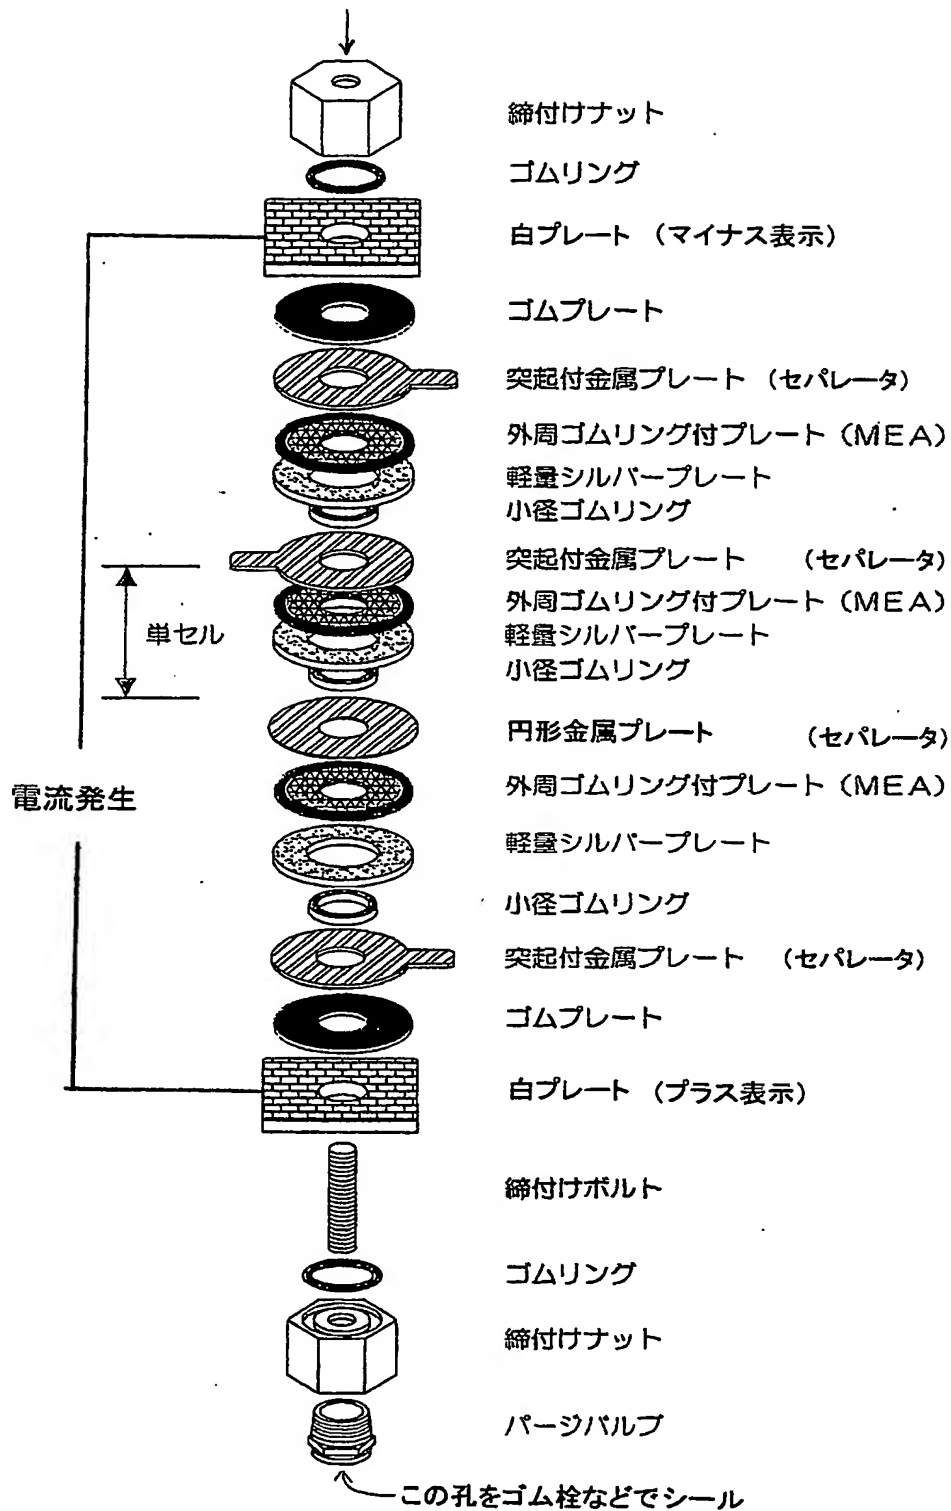 締付けナット
ゴムリング
白プレート （マイナス表示）
ゴムプレート
突起付金属プレート （セパレータ）
外周ゴムリング付プレート（MEA）
軽量シルバープレート
小径ゴムリング
突起付金属プレート （セパレータ）
外周ゴムリング付プレート（MEA）
単セル
軽量シルバープレート
小径ゴムリング
円形金属プレート （セパレータ）
電流発生
外周ゴムリング付プレート（MEA）
軽量シルバープレート
小径ゴムリング
突起付金属プレート （セパレータ）
ゴムプレート
白プレート （プラス表示）
締付けボルト
ゴムリング
締付けナット
パージバルブ
この孔をゴム栓などでシール